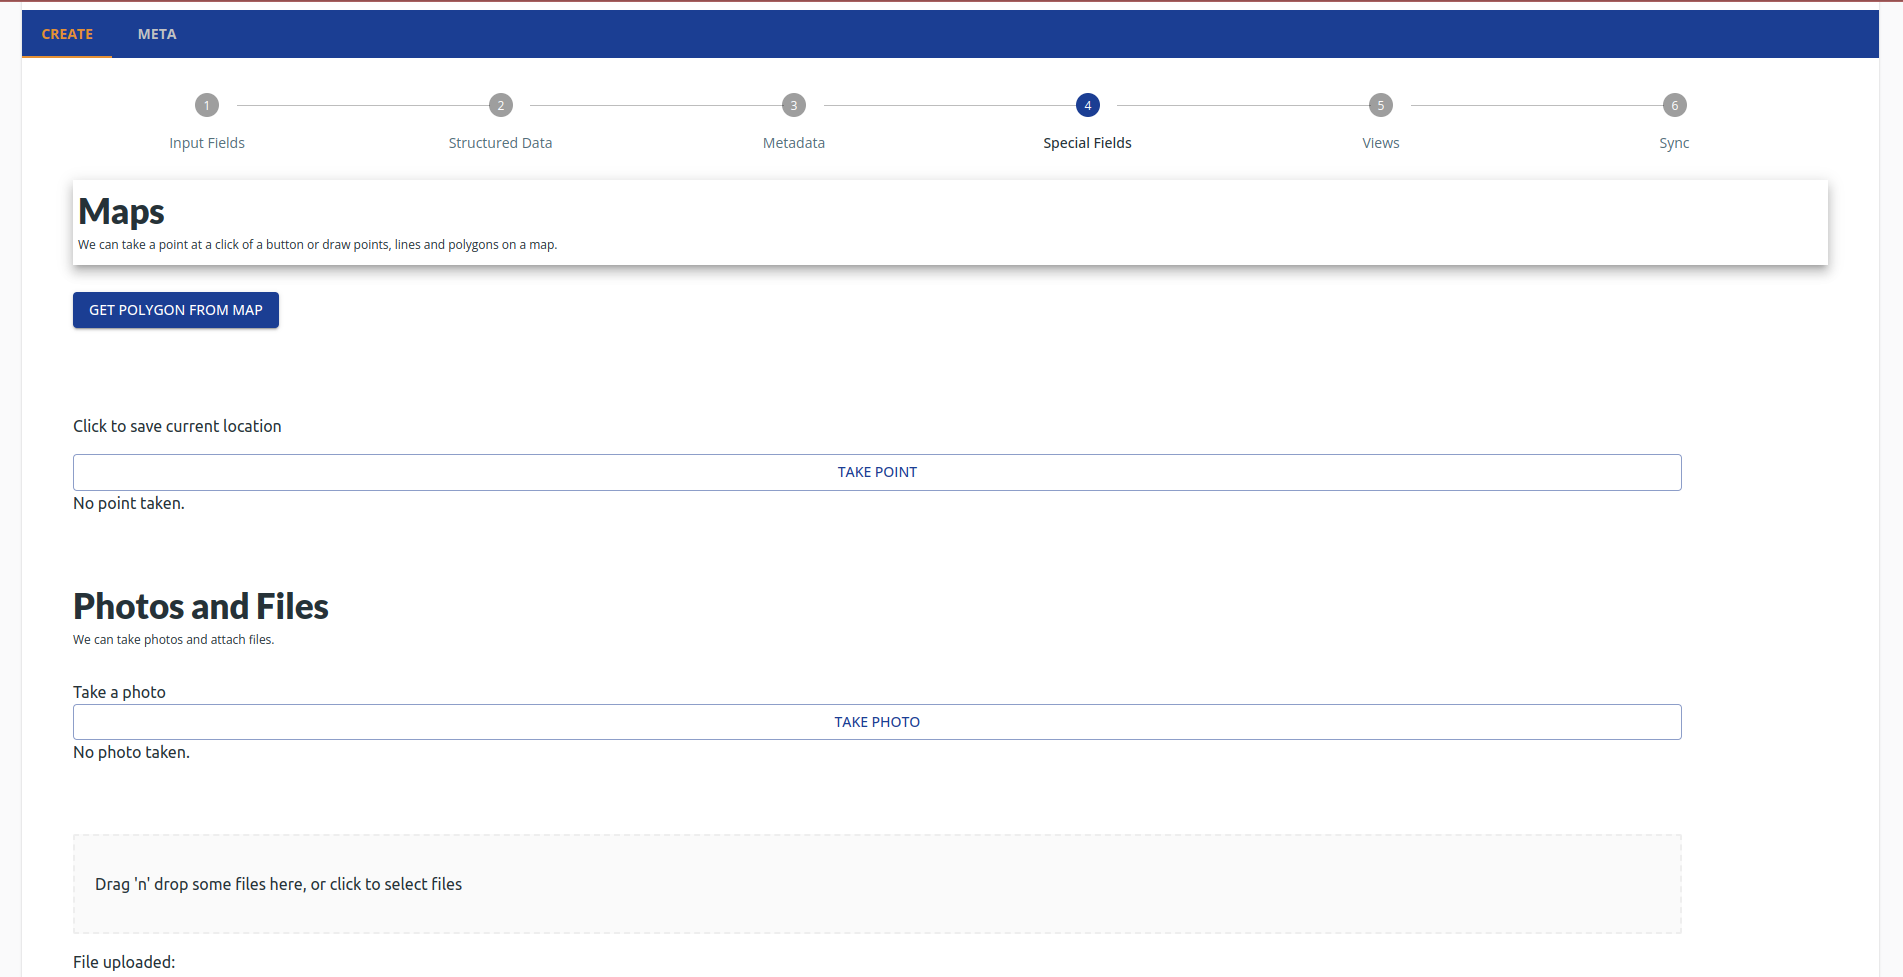 CREATE META
1 2 3 4 5 6
Input Fields Structured Data Metadata Special Fields Views Sync
Maps
We can take a point at a click of a button or draw points, lines and polygons on a map.
GET POLYGON FROM MAP
Click to save current location
TAKE POINT
No point taken.
Photos and Files
We can take photos and attach files.
Take a photo
TAKE PHOTO
No photo taken.
Drag 'n' drop some files here, or click to select files
File uploaded: